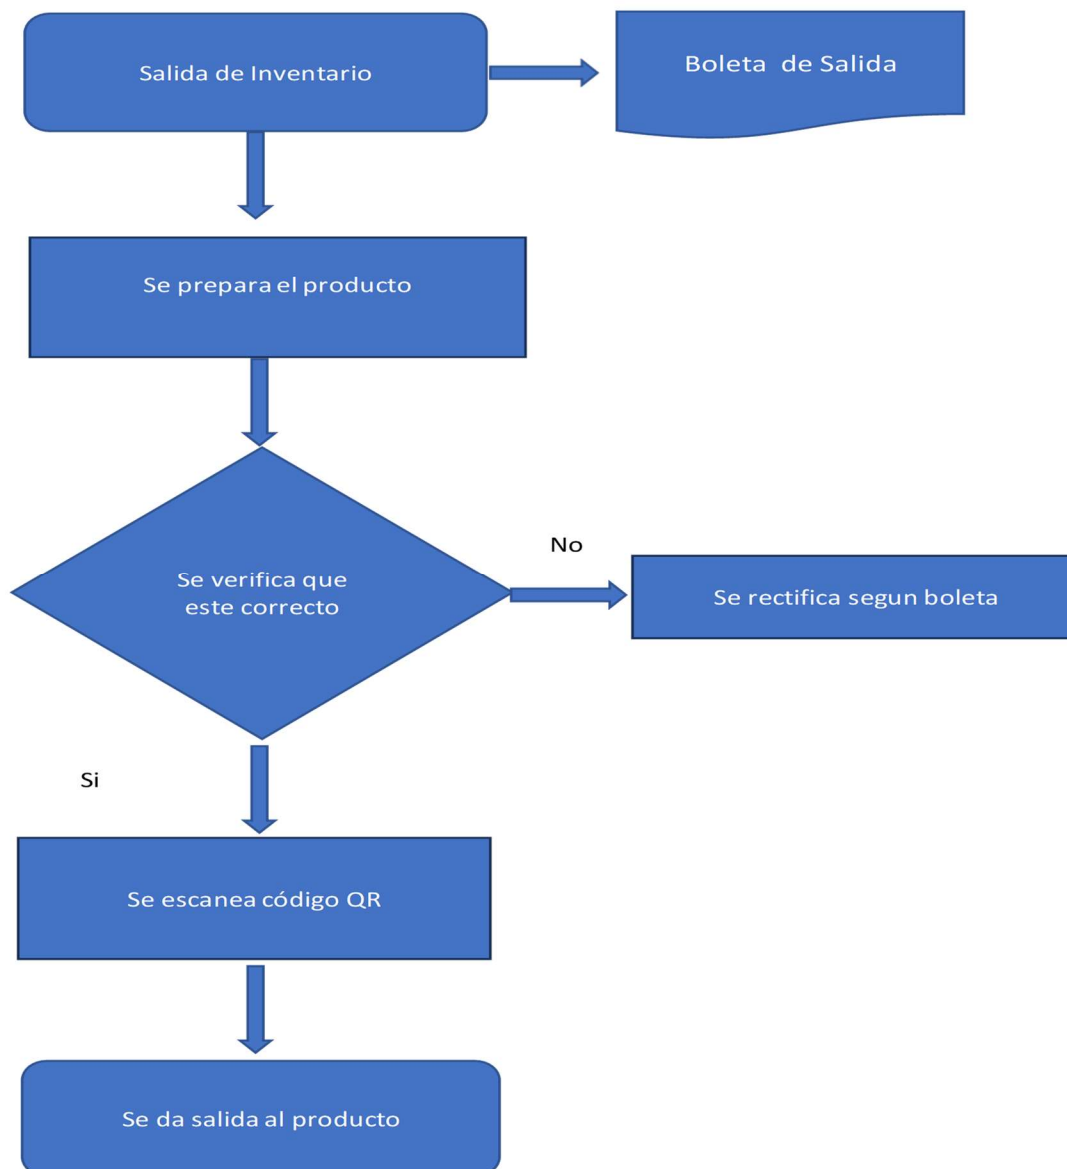 Salida de Inventario
Boleta de Salida
Se prepara el producto
No
Se verifica que
este correcto
Se rectifica segun boleta
Si
Se escanea código QR
Se da salida al producto